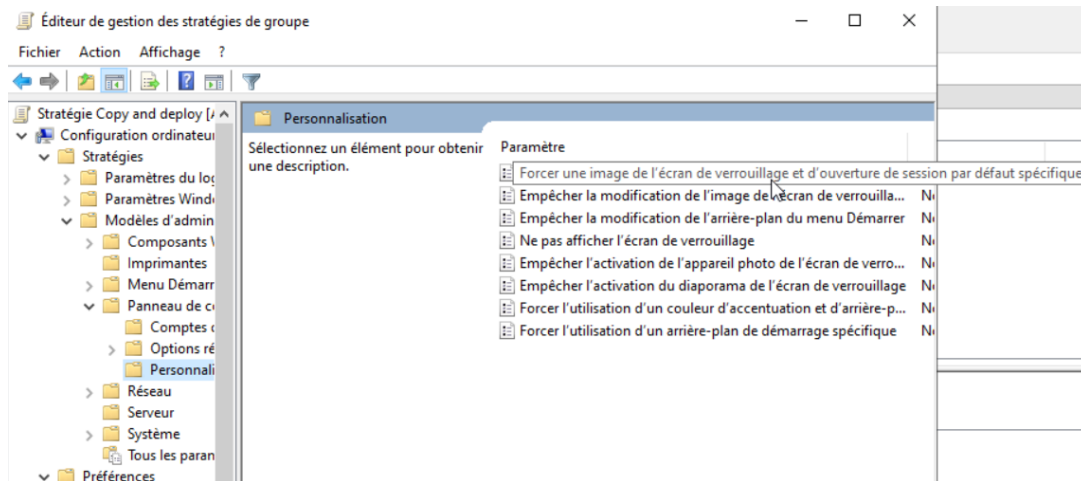 Éditeur de gestion des stratégies de groupe
Fichier Action Affichage ?
Stratégie Copy and deploy
Configuration ordinateu
Stratégies
Paramètres du log
Paramètres Wind
Modèles d'admin
Composants
Imprimantes
Menu Démarr
Panneau de c
Comptes
Options ré
Personnali
Réseau
Serveur
Système
Tous les paran
Préférences
Personnalisation
Sélectionnez un élément pour obtenir
une description.
Paramètre
Forcer une image de l'écran de verrouillage et d'ouverture de session par défaut spécifique
Empêcher la modification de l'image de l'écran de verrouilla...
Empêcher la modification de l'arrière-plan du menu Démarrer
Ne pas afficher l'écran de verrouillage
Empêcher l'activation de l'appareil photo de l'écran de verro...
Empêcher l'activation du diaporama de l'écran de verrouillage
Forcer l'utilisation d'un couleur d'accentuation et d'arrière-p...
Forcer l'utilisation d'un arrière-plan de démarrage spécifique